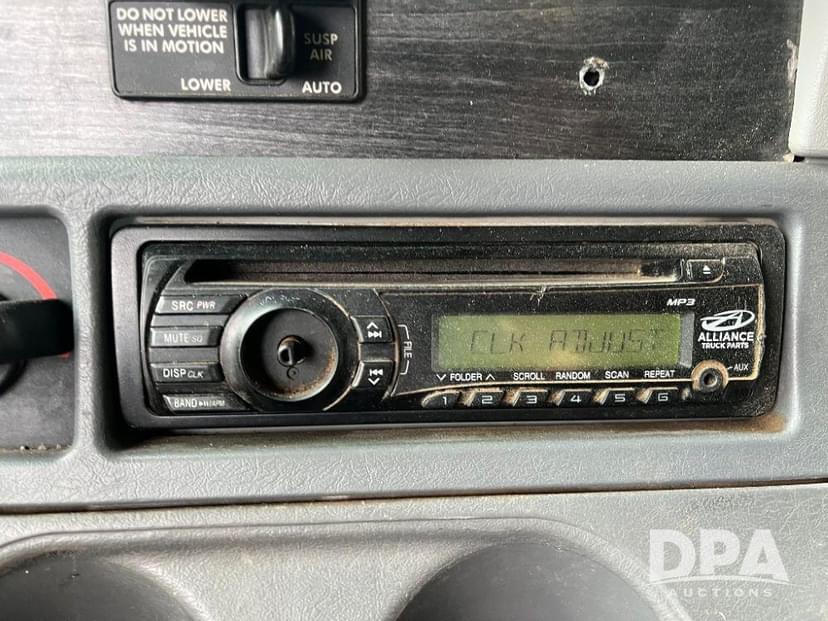 DO NOT LOWER
WHEN VEHICLE
IS IN MOTION
SUSP
AIR
LOWER
AUTO
SRC PWR
MUTE SQ
DISP CLK
BAND
FILE
MP3
CLK ADJUST
ALLIANCE
TRUCK PARTS
AUX
FOLDER SCROLL RANDOM SCAN REPEAT
1 2 3 4 5 6
DPA
AUCTIONS